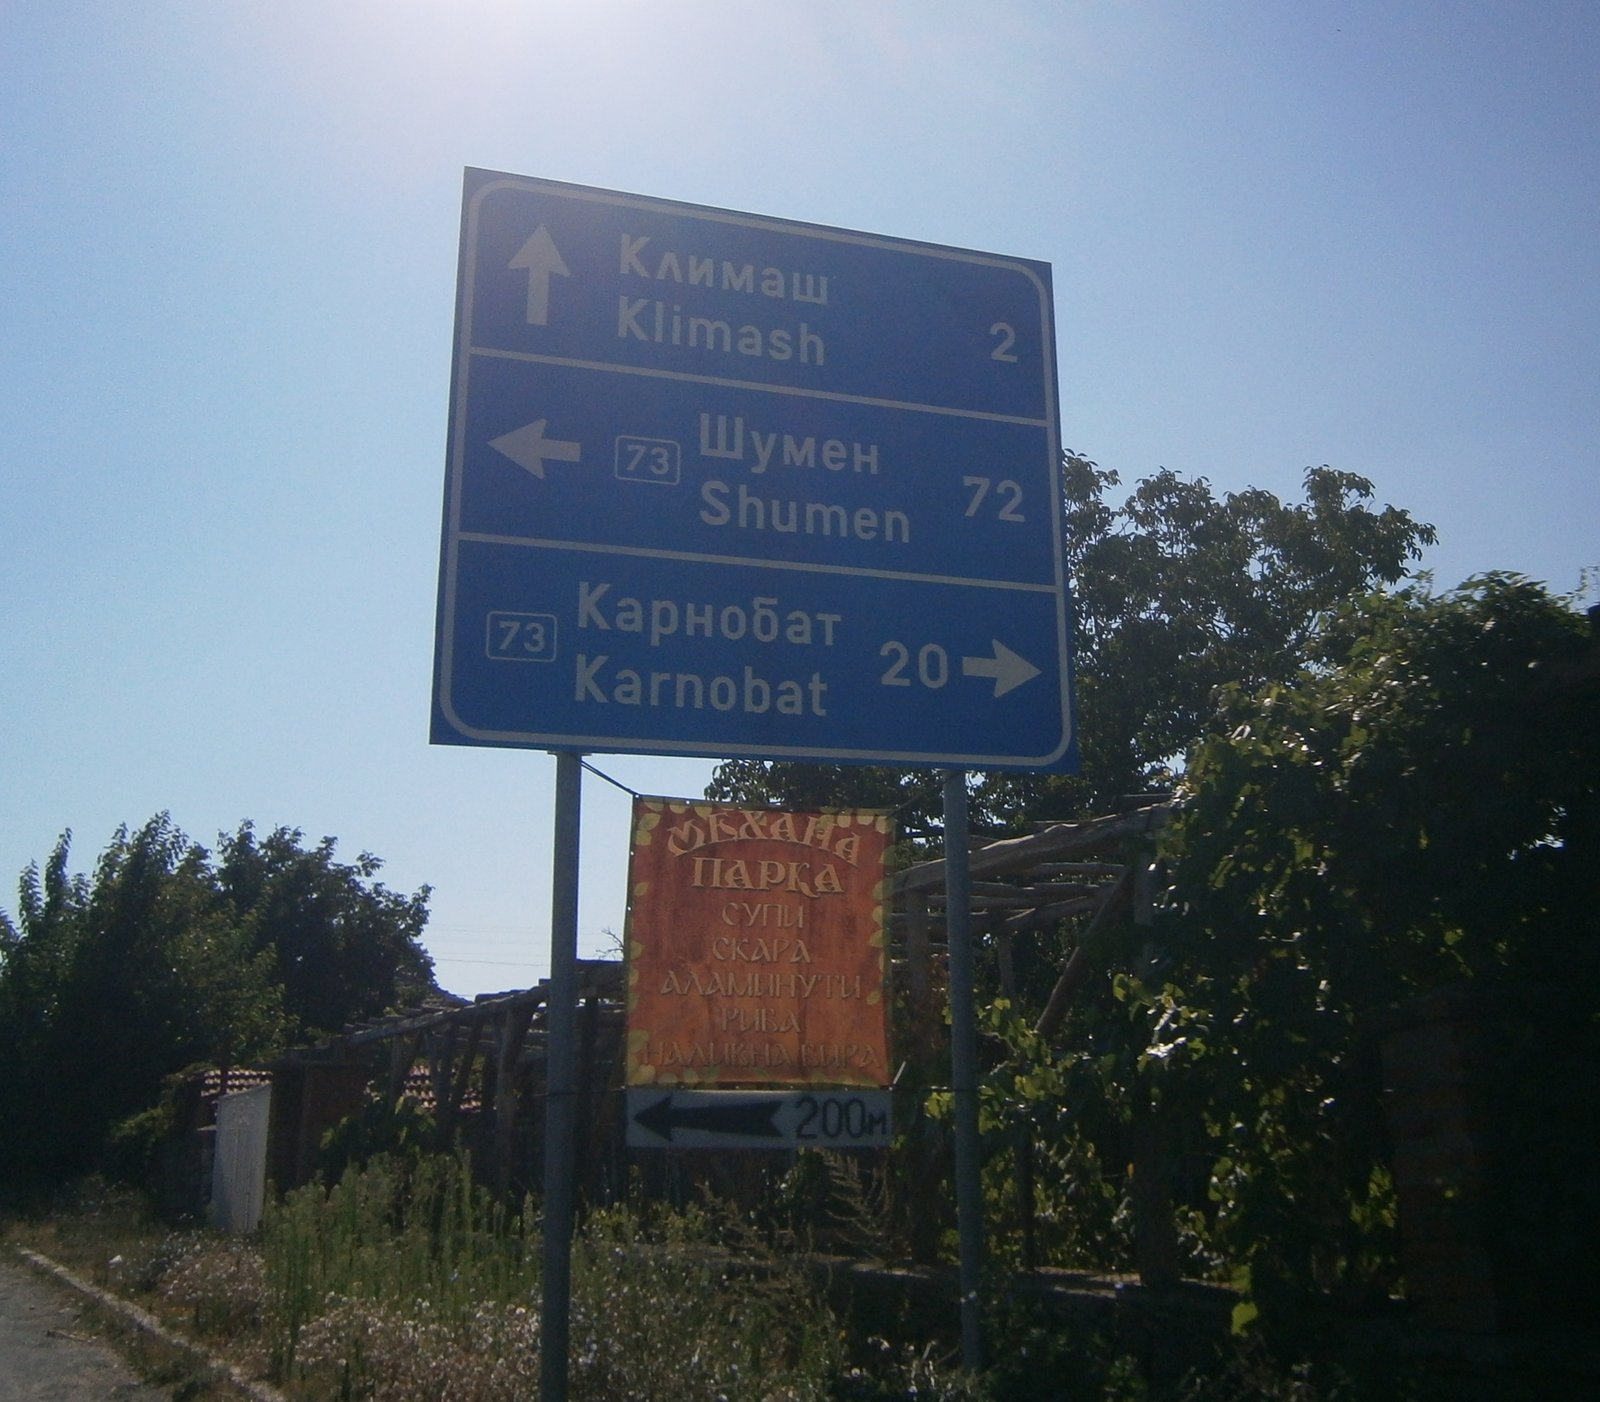 Климаш
Klimash 2
73 Шумен
Shumen 72
73 Карнобат
Karnobat 20
МЕХАНА
ПАРКА
СУПИ
СКАРА
АЛАМИНУТИ
РИБА
НАЛИВНА БИРА
200м